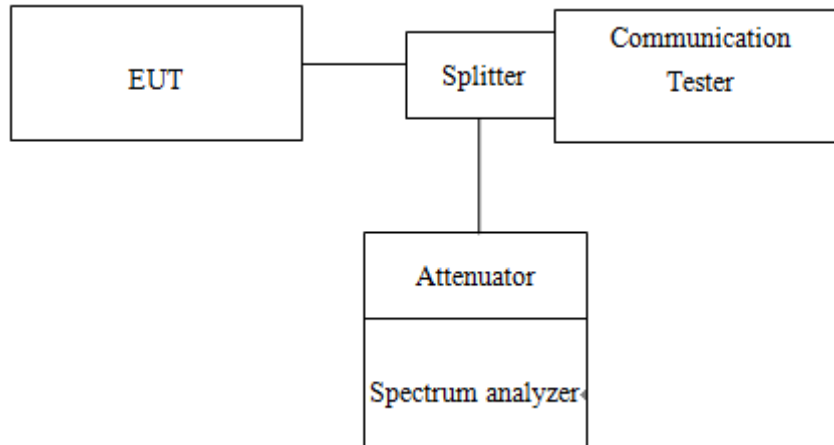 EUT
Splitter
Communication
Tester
Attenuator
Spectrum analyzer